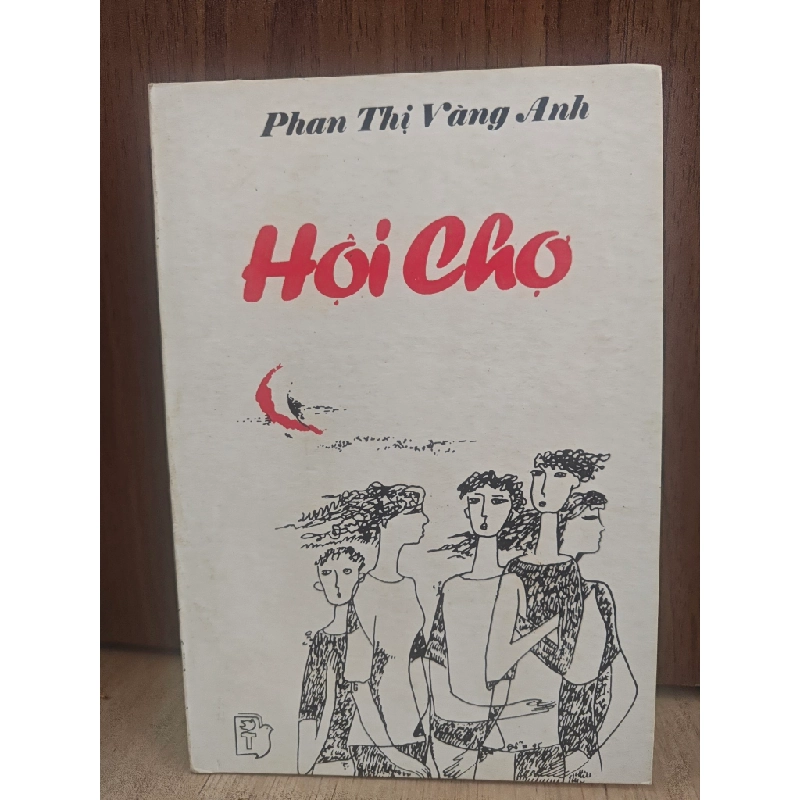 Phan Thị Vàng Anh
Hội Chợ